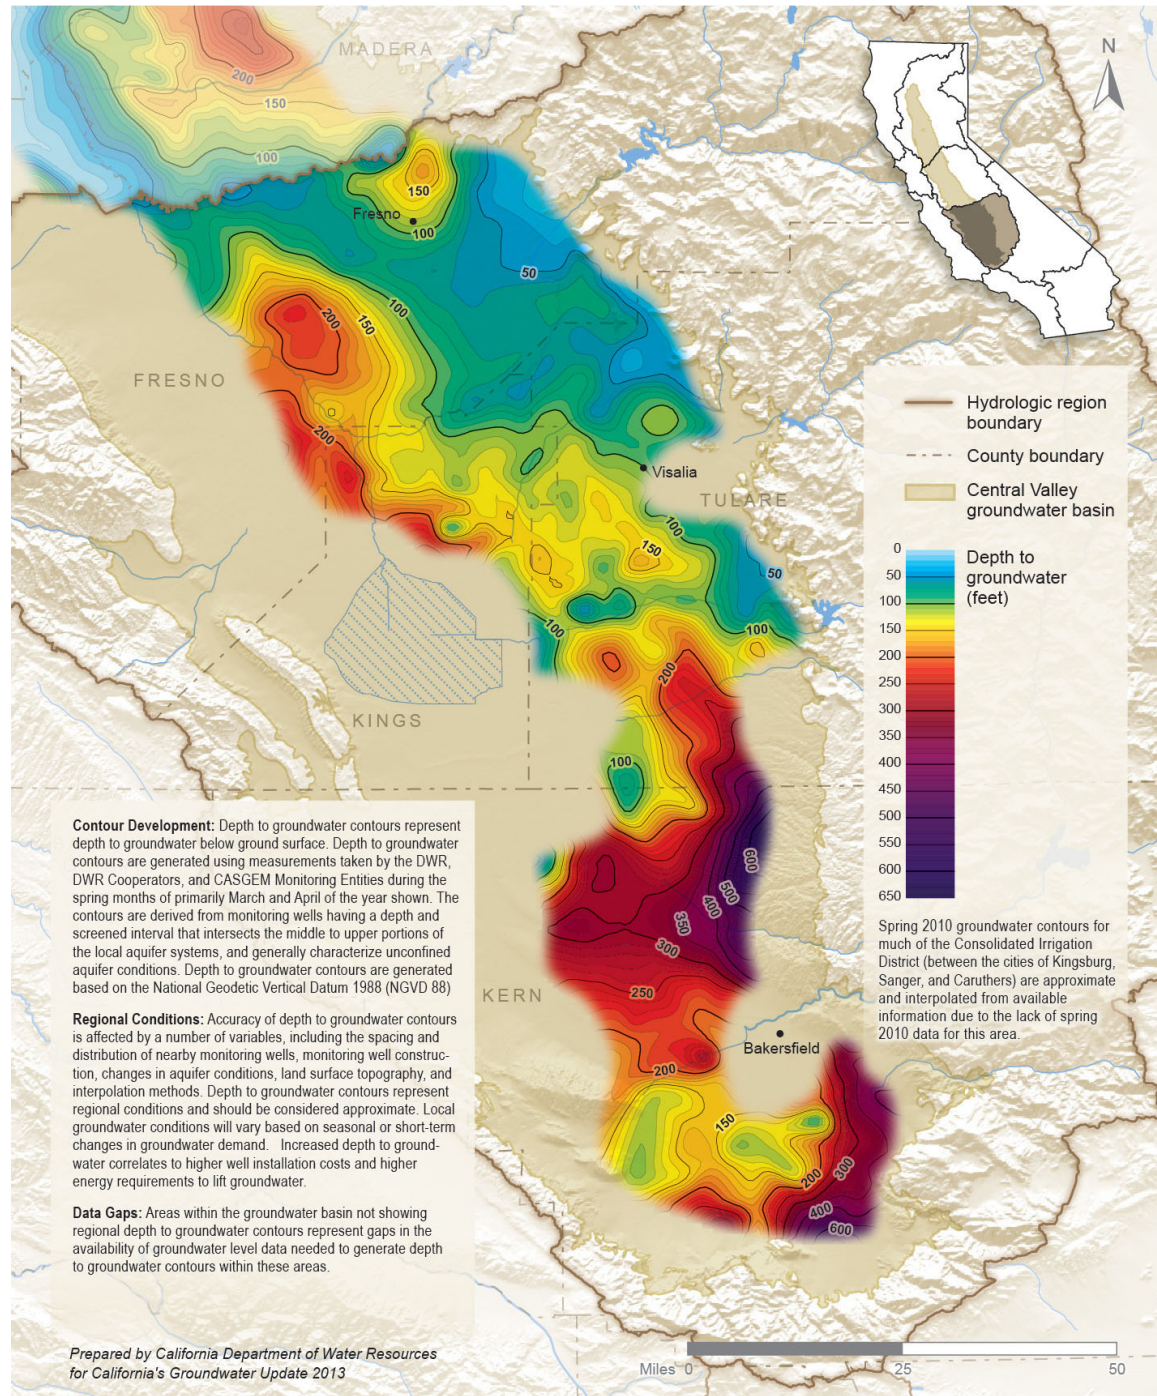 MADERA
N
200
150
100
150
Fresno
100
50
200
150
100
FRESNO
200
Visalia
TULARE
100
150
50
100
100
200
KINGS
100
600
500
400
350
300
250
KERN
Bakersfield
200
150
200
300
400
600
Hydrologic region
boundary
County boundary
Central Valley
groundwater basin
0
50
100
150
200
250
300
350
400
450
500
550
600
650
Depth to
groundwater
(feet)
Spring 2010 groundwater contours for
much of the Consolidated Irrigation
District (between the cities of Kingsburg,
Sanger, and Caruthers) are approximate
and interpolated from available
information due to the lack of spring
2010 data for this area.
Contour Development: Depth to groundwater contours represent
depth to groundwater below ground surface. Depth to groundwater
contours are generated using measurements taken by the DWR,
DWR Cooperators, and CASGEM Monitoring Entities during the
spring months of primarily March and April of the year shown. The
contours are derived from monitoring wells having a depth and
screened interval that intersects the middle to upper portions of
the local aquifer systems, and generally characterize unconfined
aquifer conditions. Depth to groundwater contours are generated
based on the National Geodetic Vertical Datum 1988 (NGVD 88)
Regional Conditions: Accuracy of depth to groundwater contours
is affected by a number of variables, including the spacing and
distribution of nearby monitoring wells, monitoring well construc-
tion, changes in aquifer conditions, land surface topography, and
interpolation methods. Depth to groundwater contours represent
regional conditions and should be considered approximate. Local
groundwater conditions will vary based on seasonal or short-term
changes in groundwater demand. Increased depth to ground-
water correlates to higher well installation costs and higher
energy requirements to lift groundwater.
Data Gaps: Areas within the groundwater basin not showing
regional depth to groundwater contours represent gaps in the
availability of groundwater level data needed to generate depth
to groundwater contours within these areas.
Prepared by California Department of Water Resources
for California's Groundwater Update 2013
Miles 0 25 50